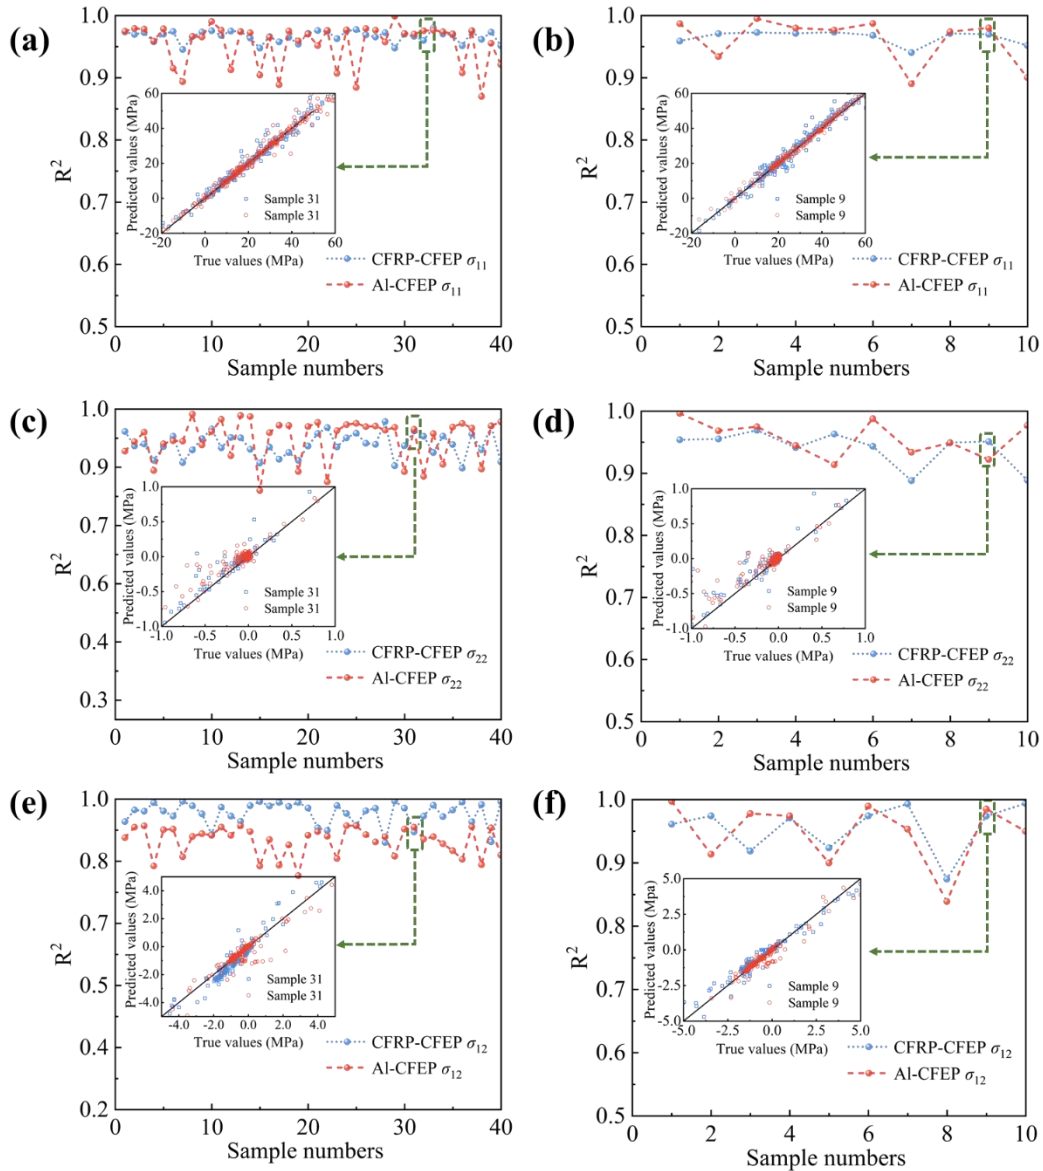 (a)
R²
1.0
0.9
0.8
0.7
0.6
0.5
0
10
20
30
40
Sample numbers
Predicted values (MPa)
60
40
20
0
-20
-20
0
20
40
60
True values (MPa)
Sample 31
Sample 31
CFRP-CFEP σ₁₁
Al-CFEP σ₁₁
(b)
R²
1.0
0.9
0.8
0.7
0.6
0.5
0
2
4
6
8
10
Sample numbers
Predicted values (MPa)
60
40
20
0
-20
-20
0
20
40
60
True values (MPa)
Sample 9
Sample 9
CFRP-CFEP σ₁₁
Al-CFEP σ₁₁
(c)
R²
1.0
0.9
0.7
0.6
0.4
0.3
0
10
20
30
40
Sample numbers
Predicted values (MPa)
1.0
0.5
0.0
-0.5
-1.0
-1.0
-0.5
0.0
0.5
1.0
True values (MPa)
Sample 31
Sample 31
CFRP-CFEP σ₂₂
Al-CFEP σ₂₂
(d)
R²
1.0
0.9
0.8
0.7
0.6
0.5
0
2
4
6
8
10
Sample numbers
Predicted values (MPa)
1.0
0.5
0.0
-0.5
-1.0
-1.0
-0.5
0.0
0.5
1.0
True values (MPa)
Sample 9
Sample 9
CFRP-CFEP σ₂₂
Al-CFEP σ₂₂
(e)
R²
1.0
0.9
0.8
0.7
0.5
0.4
0.2
0
10
20
30
40
Sample numbers
Predicted values (MPa)
4.0
2.0
0.0
-2.0
-4.0
-4.0
-2.0
0.0
2.0
4.0
True values (MPa)
Sample 31
Sample 31
CFRP-CFEP σ₁₂
Al-CFEP σ₁₂
(f)
R²
1.0
0.9
0.8
0.7
0.6
0.5
0
2
4
6
8
10
Sample numbers
Predicted values (Mpa)
5.0
2.5
0.0
-2.5
-5.0
-5.0
-2.5
0.0
2.5
5.0
True values (MPa)
Sample 9
Sample 9
CFRP-CFEP σ₁₂
Al-CFEP σ₁₂